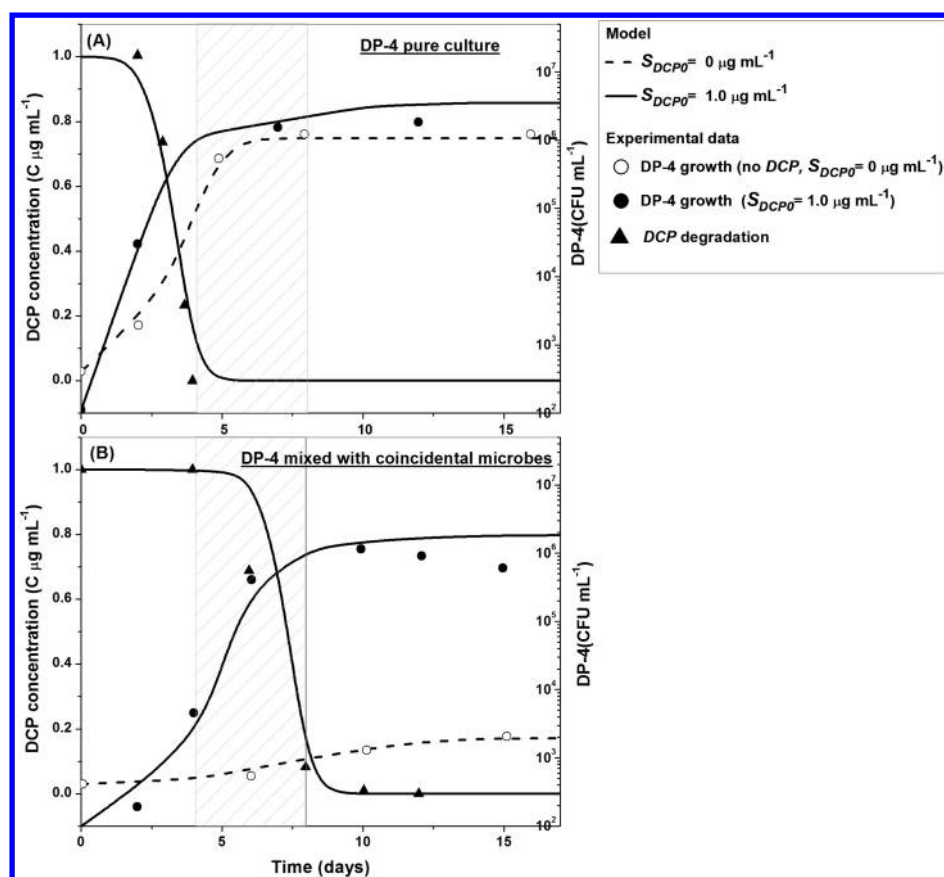 (A)
DP-4 pure culture
DCP concentration (C μg mL⁻¹)
1.0
0.8
0.6
0.4
0.2
0.0
10⁷
10⁶
10⁵
10⁴
10³
10²
DP-4(CFU mL⁻¹)
0
5
10
15
Model
S_DCP0= 0 μg mL⁻¹
S_DCP0= 1.0 μg mL⁻¹
Experimental data
DP-4 growth (no DCP, S_DCP0= 0 μg mL⁻¹)
DP-4 growth (S_DCP0= 1.0 μg mL⁻¹)
DCP degradation
(B)
DP-4 mixed with coincidental microbes
DCP concentration (C μg mL⁻¹)
1.0
0.8
0.6
0.4
0.2
0.0
10⁷
10⁶
10⁵
10⁴
10³
10²
DP-4(CFU mL⁻¹)
0
5
10
15
Time (days)